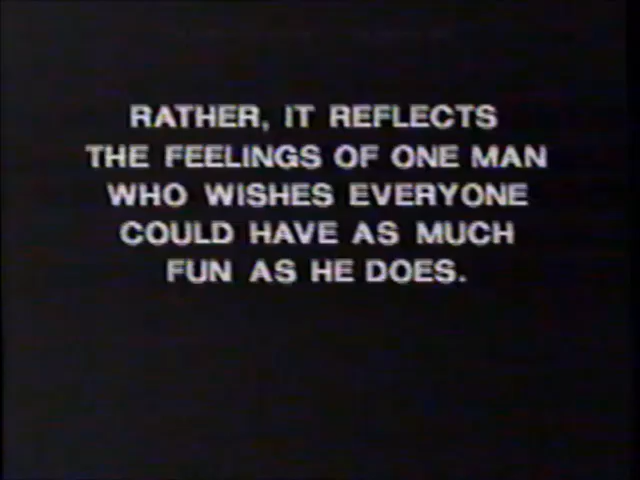 RATHER, IT REFLECTS
THE FEELINGS OF ONE MAN
WHO WISHES EVERYONE
COULD HAVE AS MUCH
FUN AS HE DOES.